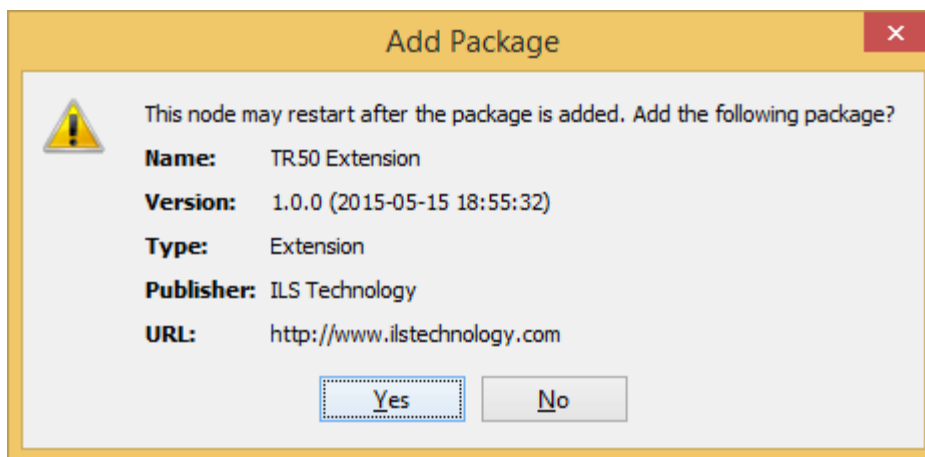 Add Package
This node may restart after the package is added. Add the following package?
Name: TR50 Extension
Version: 1.0.0 (2015-05-15 18:55:32)
Type: Extension
Publisher: ILS Technology
URL: http://www.ilstechnology.com
Yes No